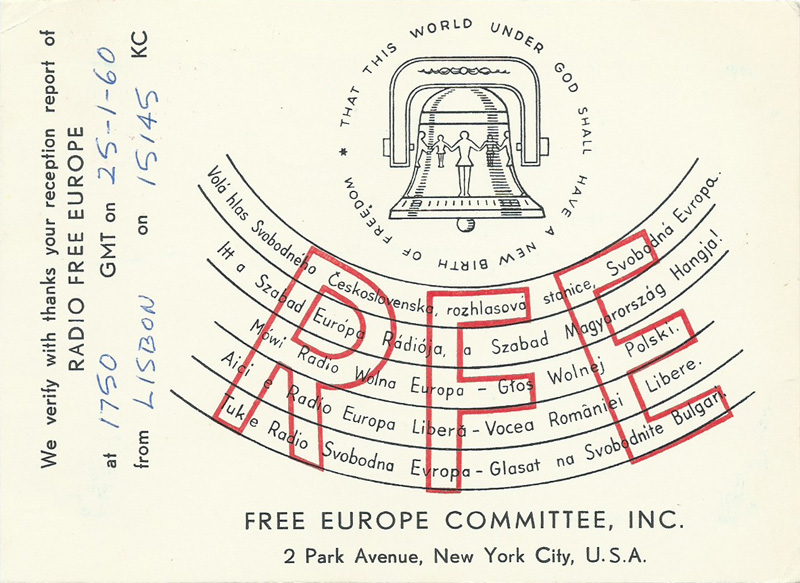 We verify with thanks your reception report of
RADIO FREE EUROPE
at 1750 GMT on 25-1-60
from LISBON on 15145 KC
* THAT THIS WORLD UNDER GOD SHALL HAVE A NEW BIRTH OF FREEDOM
Volá hlas Svobodného Československa, rozhlasová stanice, Svobodná Evropa.
Itt a Szabad Európa Rádiója, a Szabad Magyarország Hangja!
Mówi Radio Wolna Europa – Głos Wolnej Polski.
Aici e Radio Europa Liberă – Vocea României Libere.
Tuk e Radio Svobodna Evropa – Glasat na Svobodnite Bulgari.
RFE
FREE EUROPE COMMITTEE, INC.
2 Park Avenue, New York City, U.S.A.